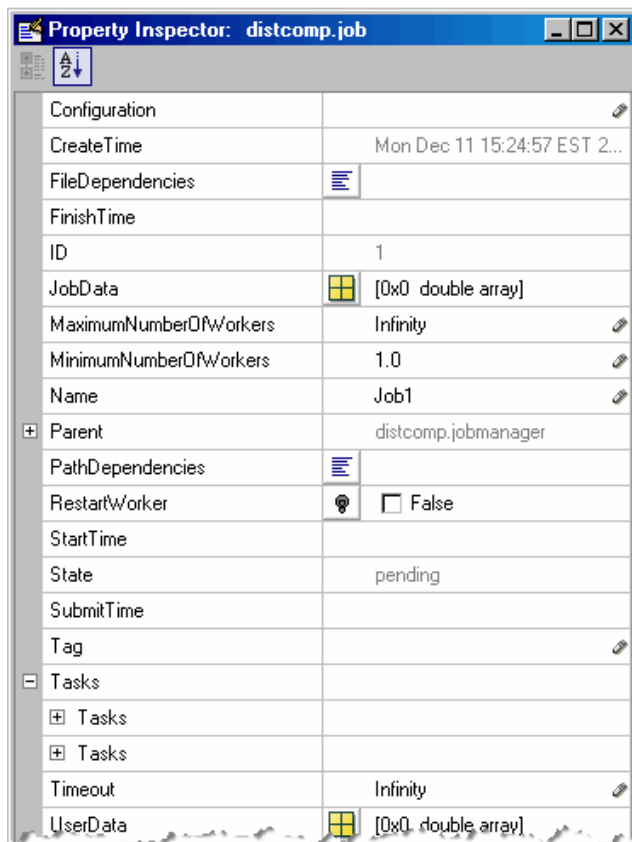 Property Inspector: distcomp.job
Configuration
CreateTime Mon Dec 11 15:24:57 EST 2...
FileDependencies
FinishTime
ID 1
JobData [0x0 double array]
MaximumNumberOfWorkers Infinity
MinimumNumberOfWorkers 1.0
Name Job1
Parent distcomp.jobmanager
PathDependencies
RestartWorker False
StartTime
State pending
SubmitTime
Tag
Tasks
Tasks
Tasks
Timeout Infinity
UserData [0x0 double array]